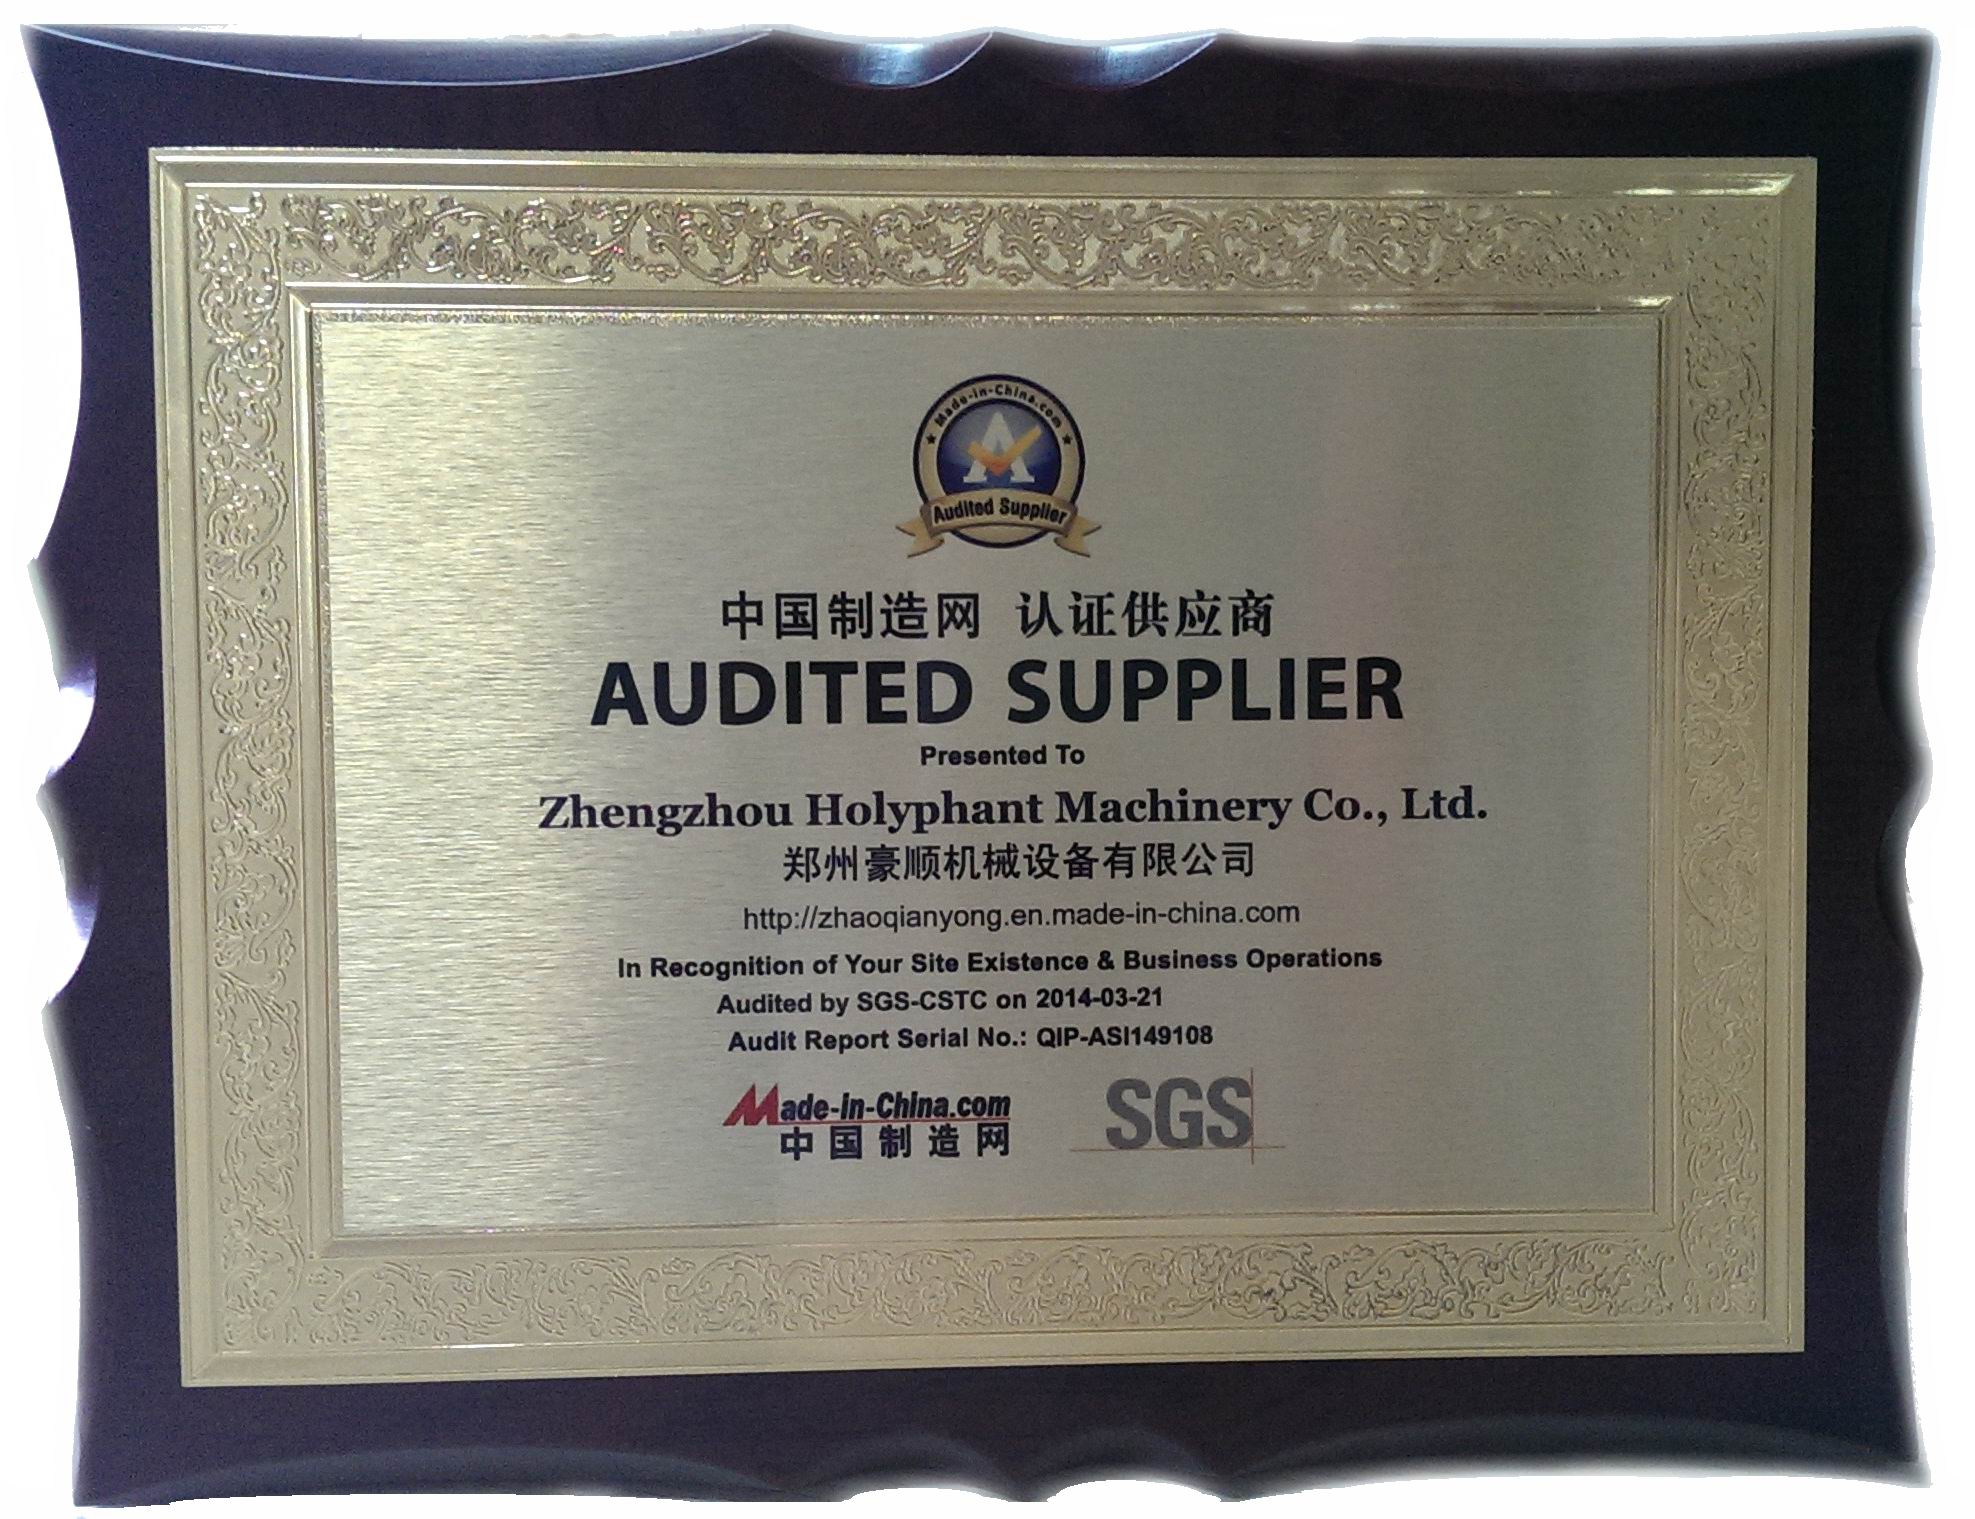 Made-in-China.com
A
Audited Supplier
中国制造网 认证供应商
AUDITED SUPPLIER
Presented To
Zhengzhou Holyphant Machinery Co., Ltd.
郑州豪顺机械设备有限公司
http://zhaoqianyong.en.made-in-china.com
In Recognition of Your Site Existence & Business Operations
Audited by SGS-CSTC on 2014-03-21
Audit Report Serial No.: QIP-ASI149108
Made-in-China.com
中国制造网
SGS